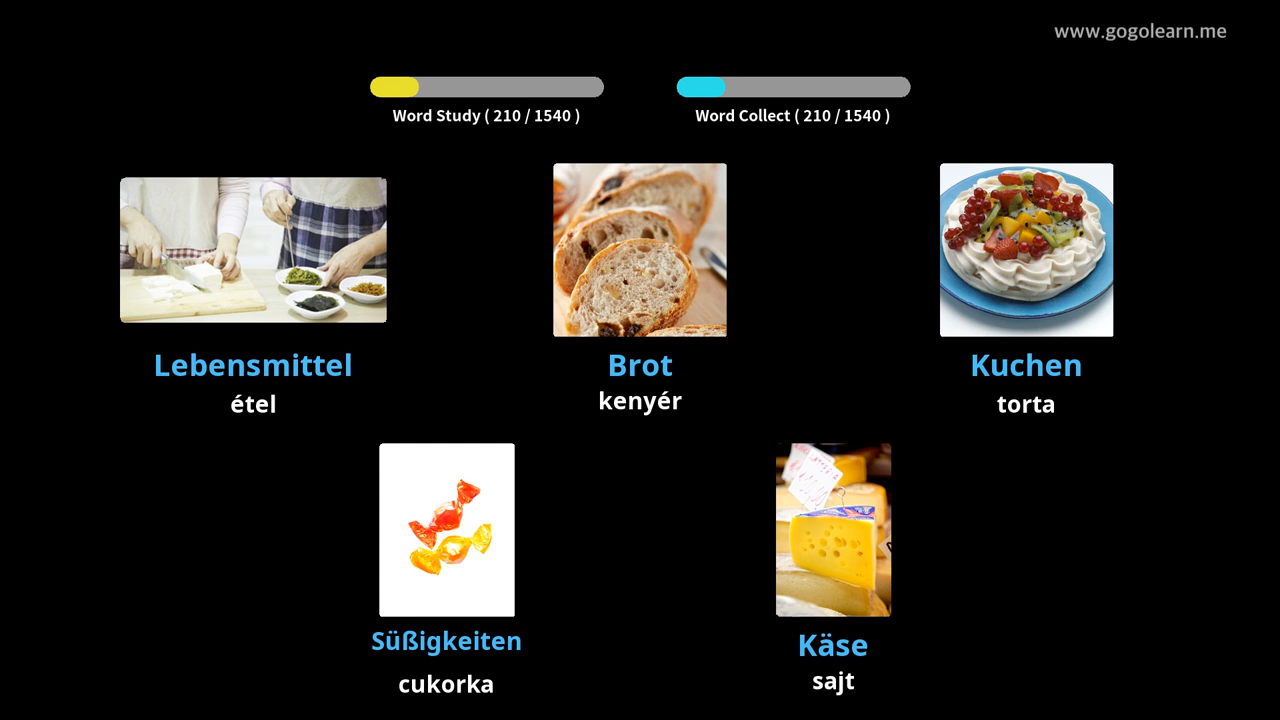 www.gogolearn.me
Word Study ( 210 / 1540 )
Word Collect ( 210 / 1540 )
Lebensmittel
étel
Brot
kenyér
Kuchen
torta
Süßigkeiten
cukorka
Käse
sajt